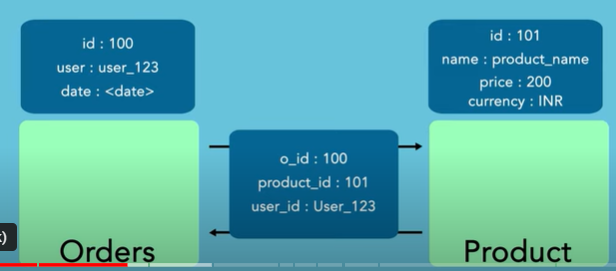 id : 100
user : user_123
date : <date>
id : 101
name : product_name
price : 200
currency : INR
o_id : 100
product_id : 101
user_id : User_123
Orders
Product